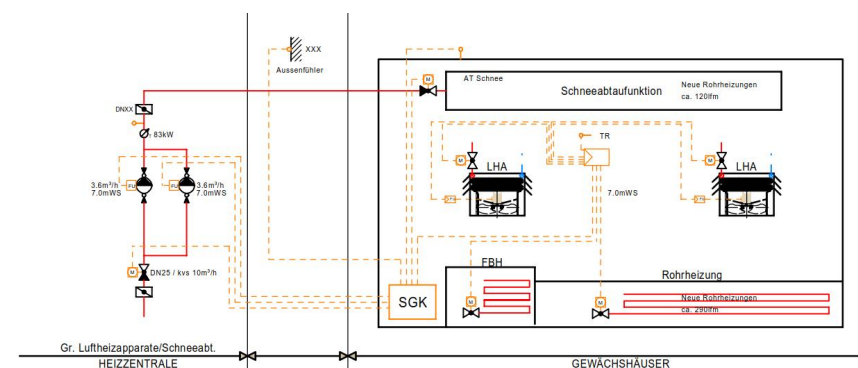 XXX
Aussenfühler
AT Schnee
Schneeabtaufunktion
Neue Rohrheizungen
ca. 120lfm
M
DNXX
T 83kW
TR
M
LHA
M
LHA
3.6m³/h
7.0mWS
FU
FU
3.6m³/h
7.0mWS
7.0mWS
M
DN25 / kvs 10m³/h
SGK
FBH
M
Rohrheizung
M
Neue Rohrheizungen
ca. 290lfm
Gr. Luftheizapparate/Schneeabt.
HEIZZENTRALE
GEWÄCHSHÄUSER